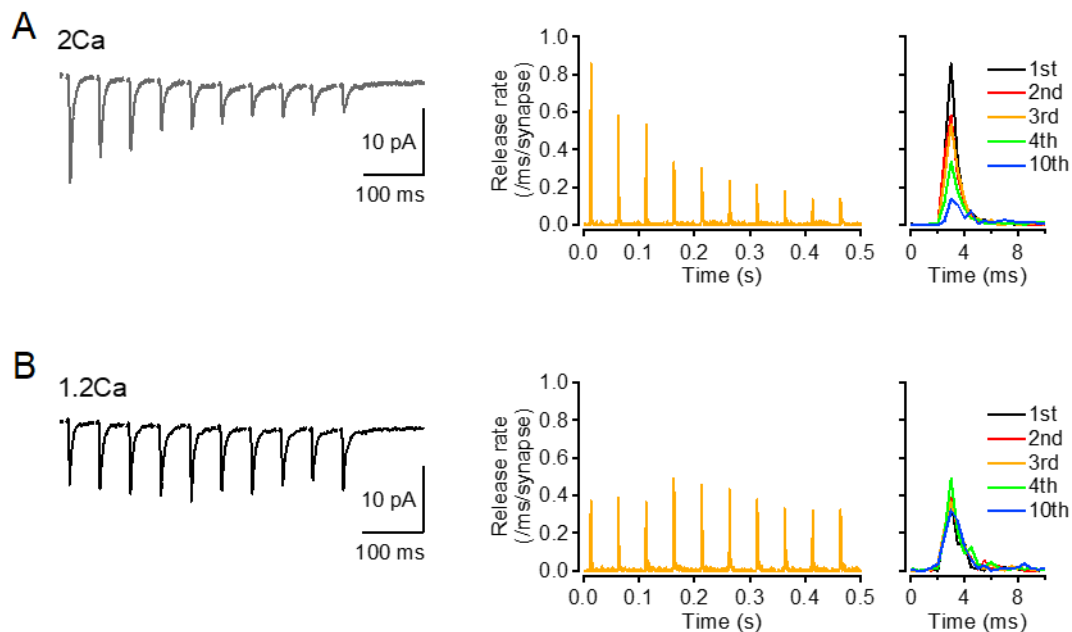 A
2Ca
10 pA
100 ms
Release rate
(/ms/synapse)
1.0
0.8
0.6
0.4
0.2
0.0
0.0 0.1 0.2 0.3 0.4 0.5
Time (s)
1st
2nd
3rd
4th
10th
0 4 8
Time (ms)
B
1.2Ca
10 pA
100 ms
Release rate
(/ms/synapse)
1.0
0.8
0.6
0.4
0.2
0.0
0.0 0.1 0.2 0.3 0.4 0.5
Time (s)
1st
2nd
3rd
4th
10th
0 4 8
Time (ms)